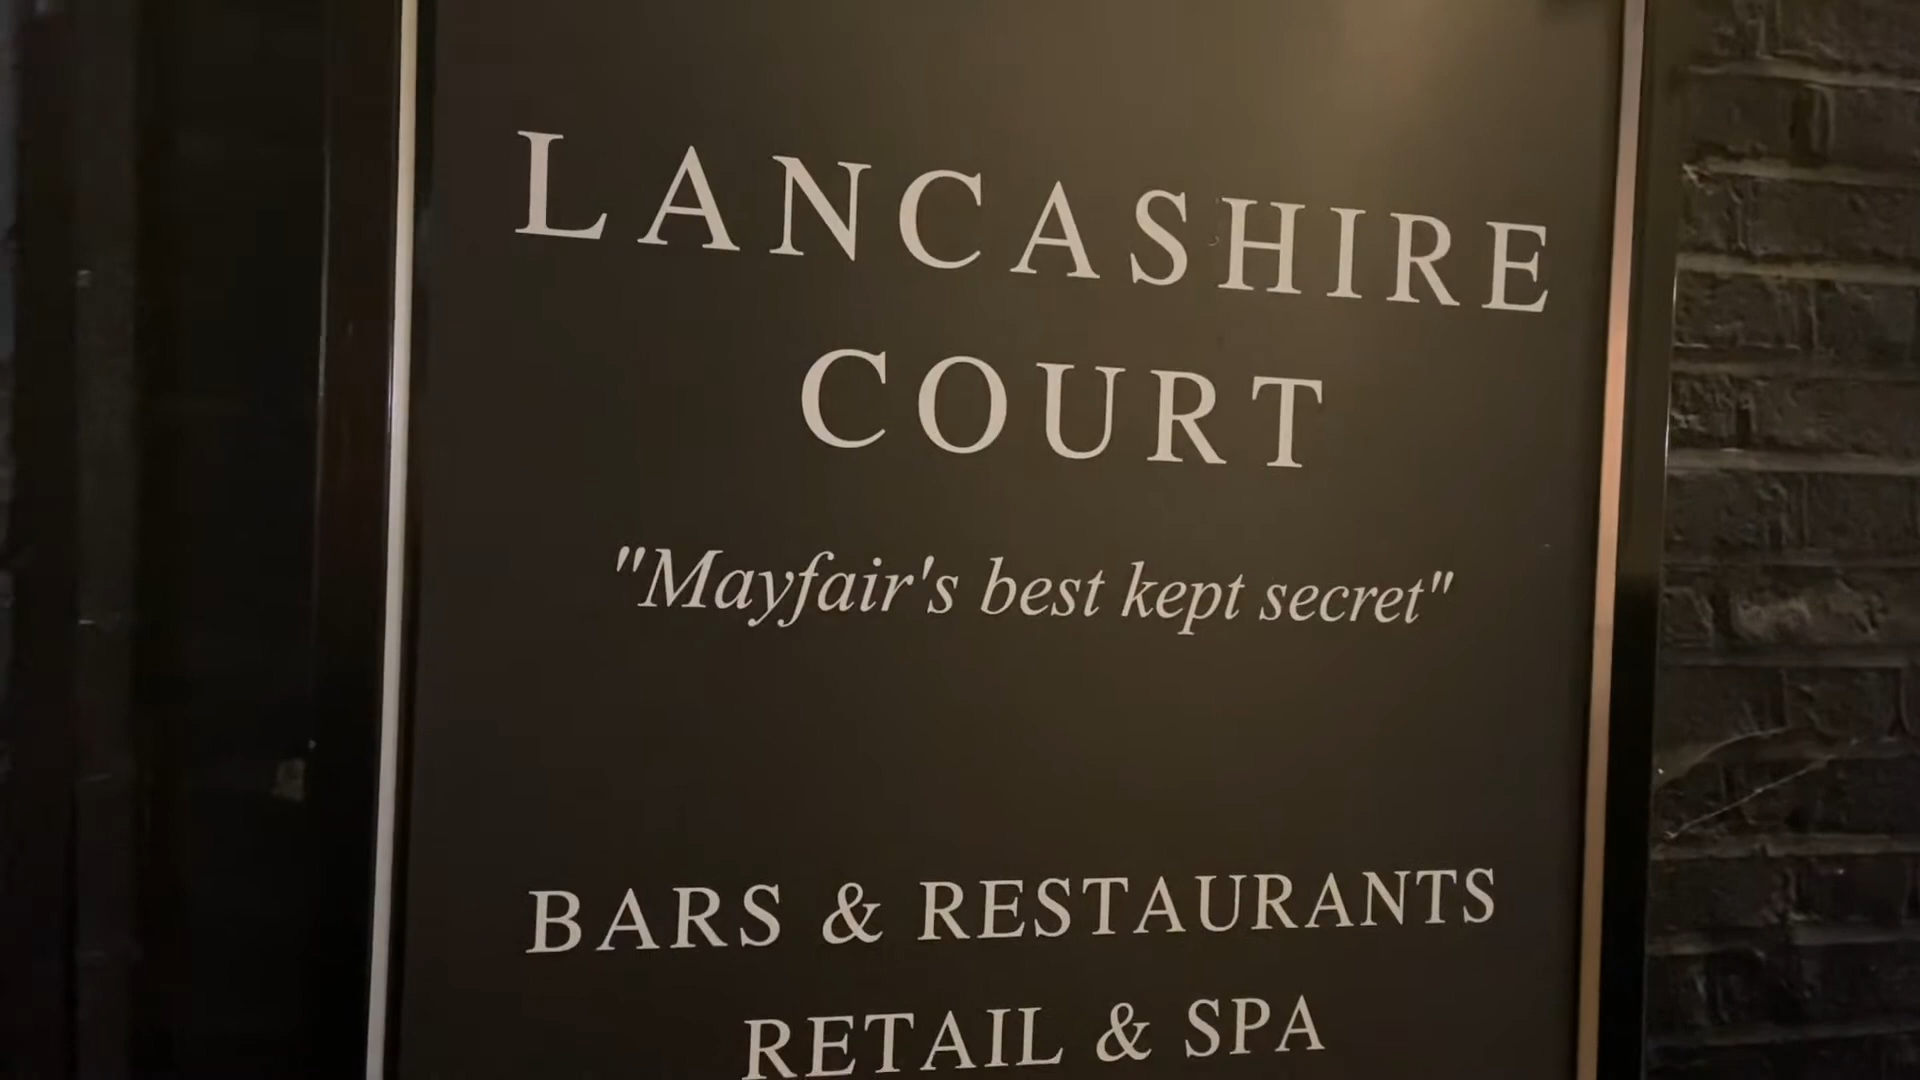 LANCASHIRE
COURT
"Mayfair's best kept secret"
BARS & RESTAURANTS
RETAIL & SPA